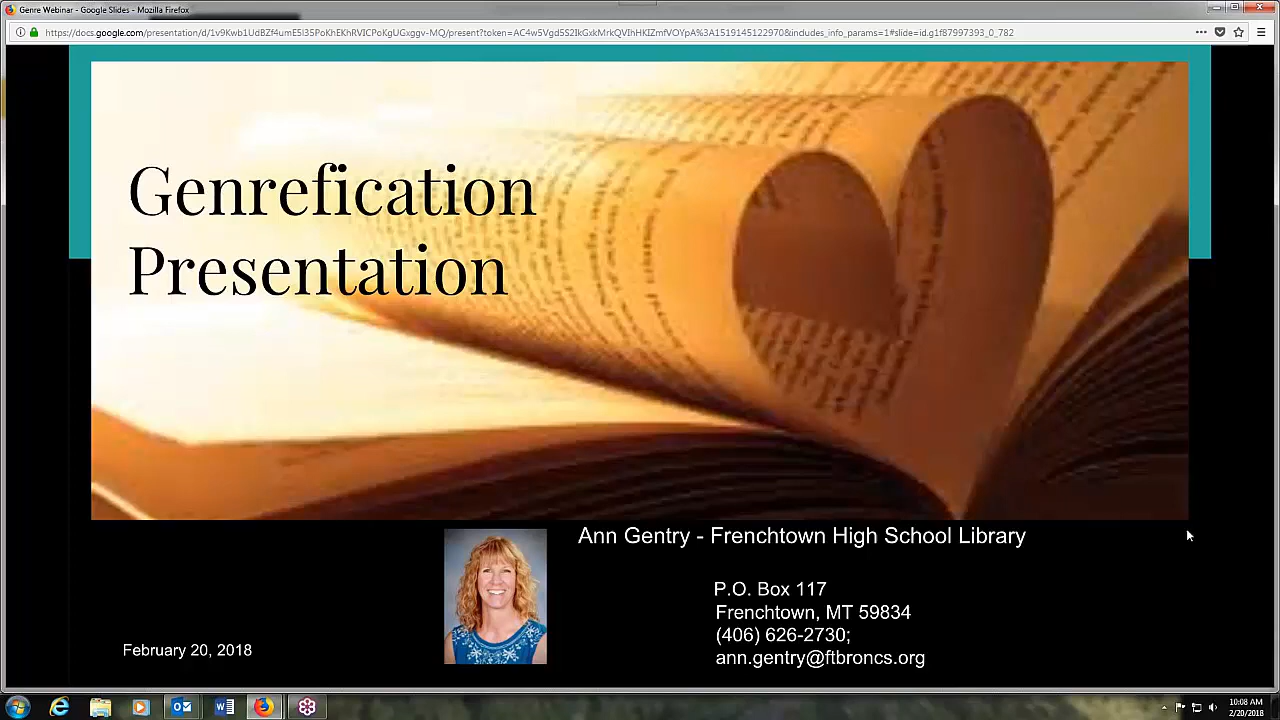 Genre Webinar - Google Slides - Mozilla Firefox
Genrefication
Presentation
Ann Gentry - Frenchtown High School Library
P.O. Box 117
Frenchtown, MT 59834
(406) 626-2730;
ann.gentry@ftbroncs.org
February 20, 2018
10:08 AM
2/20/2018